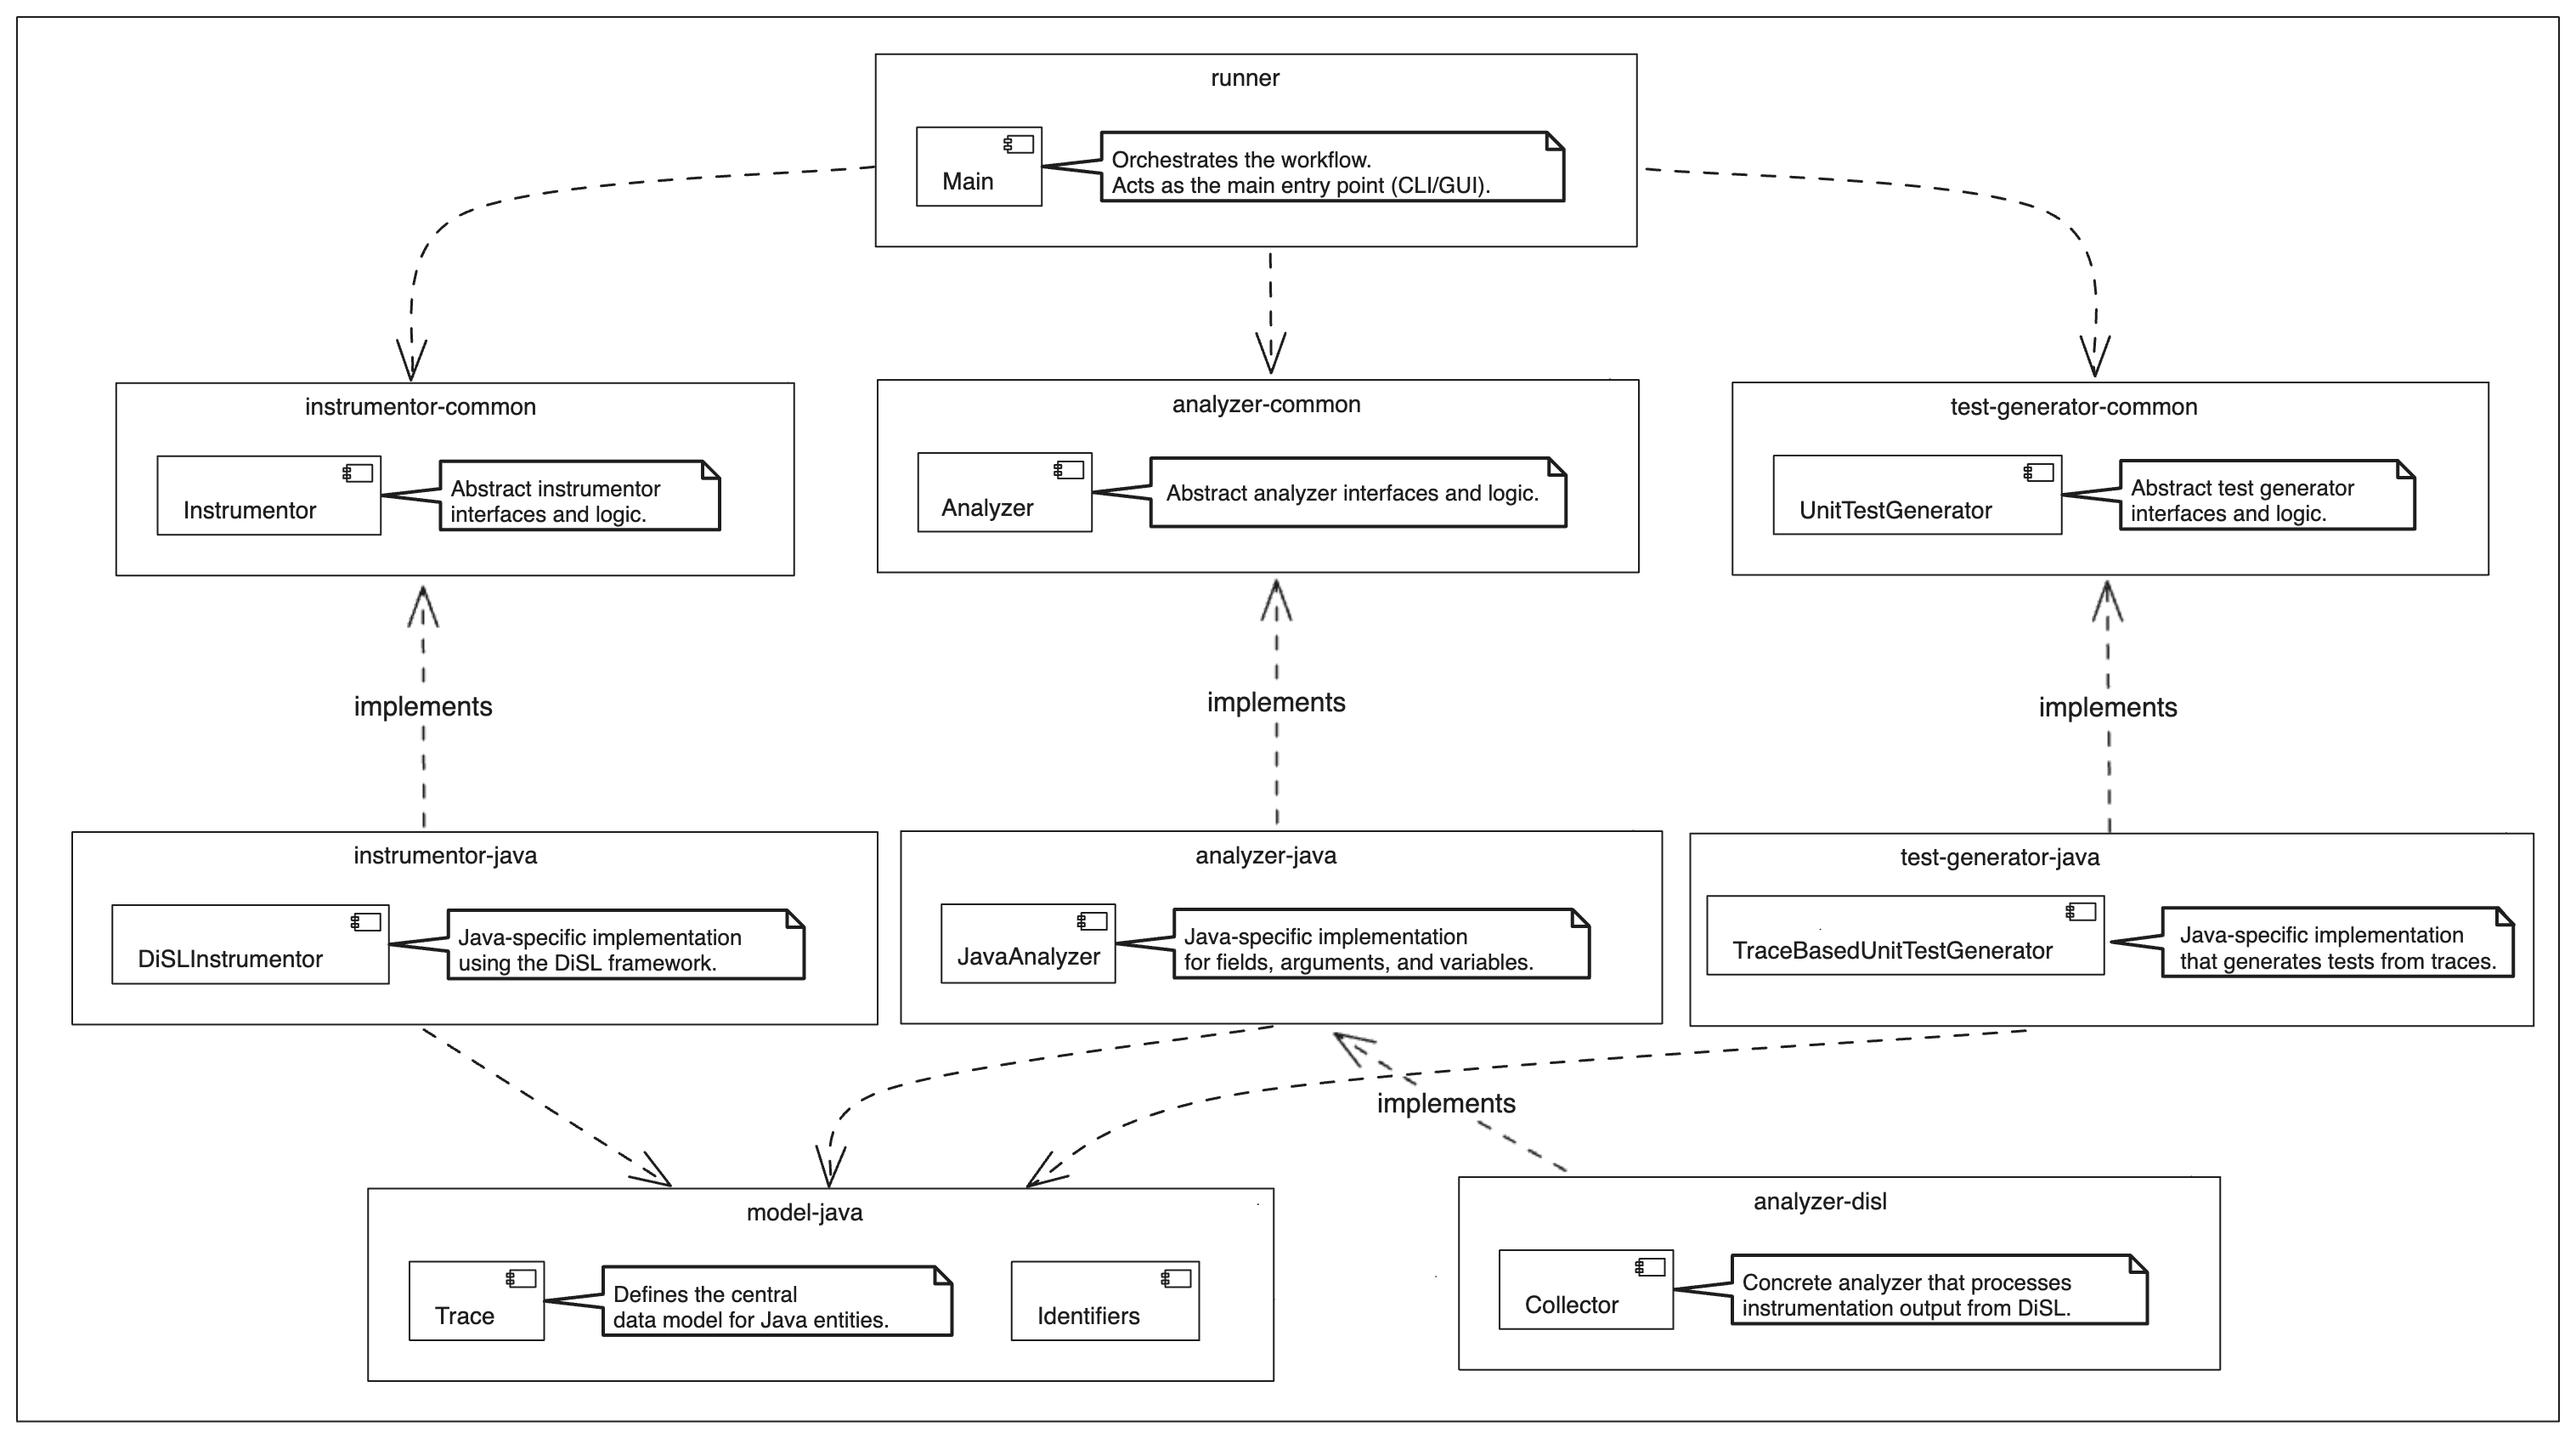 runner
Main
Orchestrates the workflow.
Acts as the main entry point (CLI/GUI).
instrumentor-common
Instrumentor
Abstract instrumentor
interfaces and logic.
analyzer-common
Analyzer
Abstract analyzer interfaces and logic.
test-generator-common
UnitTestGenerator
Abstract test generator
interfaces and logic.
implements
implements
implements
instrumentor-java
DiSLInstrumentor
Java-specific implementation
using the DiSL framework.
analyzer-java
JavaAnalyzer
Java-specific implementation
for fields, arguments, and variables.
test-generator-java
TraceBasedUnitTestGenerator
Java-specific implementation
that generates tests from traces.
implements
model-java
Trace
Defines the central
data model for Java entities.
Identifiers
analyzer-disl
Collector
Concrete analyzer that processes
instrumentation output from DiSL.